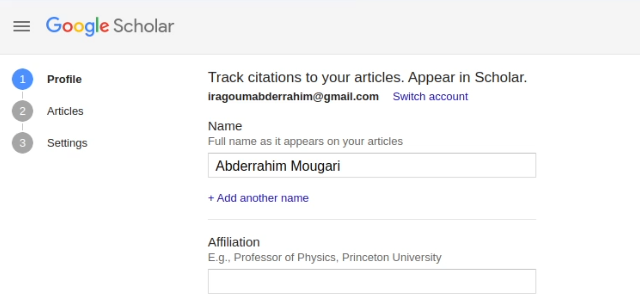 Google Scholar
1 Profile
2 Articles
3 Settings
Track citations to your articles. Appear in Scholar.
iragoumabderrahim@gmail.com Switch account
Name
Full name as it appears on your articles
Abderrahim Mougari
+ Add another name
Affiliation
E.g., Professor of Physics, Princeton University